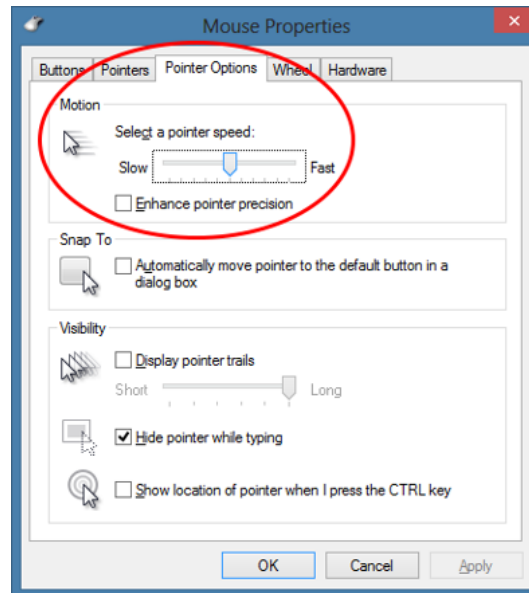 Mouse Properties
Buttons Pointers Pointer Options Wheel Hardware
Motion
Select a pointer speed:
Slow Fast
Enhance pointer precision
Snap To
Automatically move pointer to the default button in a
dialog box
Visibility
Display pointer trails
Short Long
Hide pointer while typing
Show location of pointer when I press the CTRL key
OK Cancel Apply